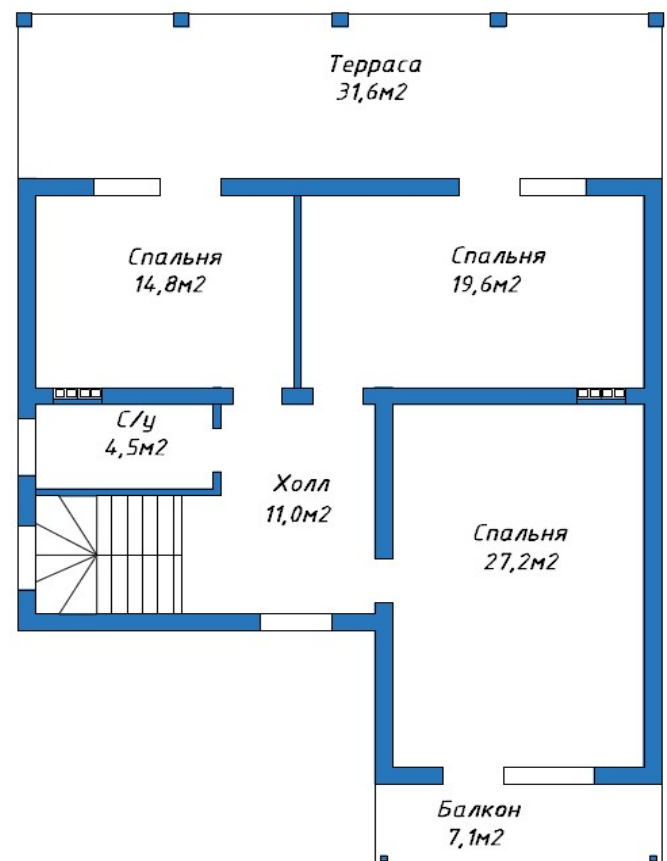 Терраса
31,6м2
Спальня
14,8м2
Спальня
19,6м2
С/у
4,5м2
Холл
11,0м2
Спальня
27,2м2
Балкон
7,1м2